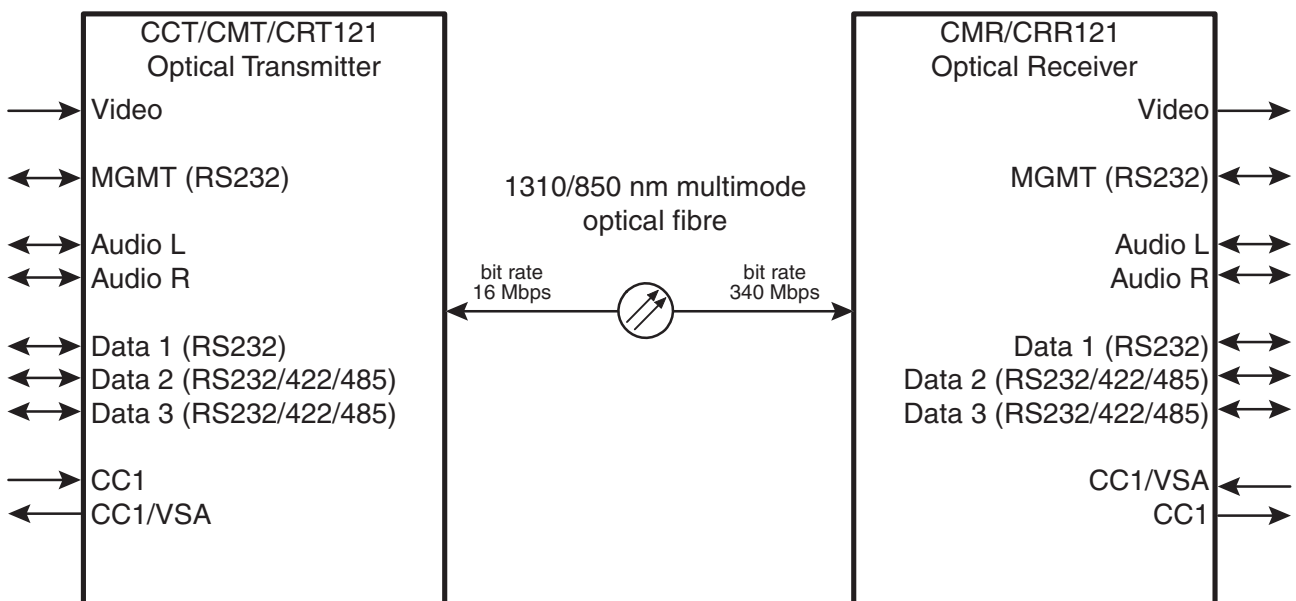 CCT/CMT/CRT121
Optical Transmitter
Video
MGMT (RS232)
Audio L
Audio R
Data 1 (RS232)
Data 2 (RS232/422/485)
Data 3 (RS232/422/485)
CC1
CC1/VSA
1310/850 nm multimode
optical fibre
bit rate
16 Mbps
bit rate
340 Mbps
CMR/CRR121
Optical Receiver
Video
MGMT (RS232)
Audio L
Audio R
Data 1 (RS232)
Data 2 (RS232/422/485)
Data 3 (RS232/422/485)
CC1/VSA
CC1